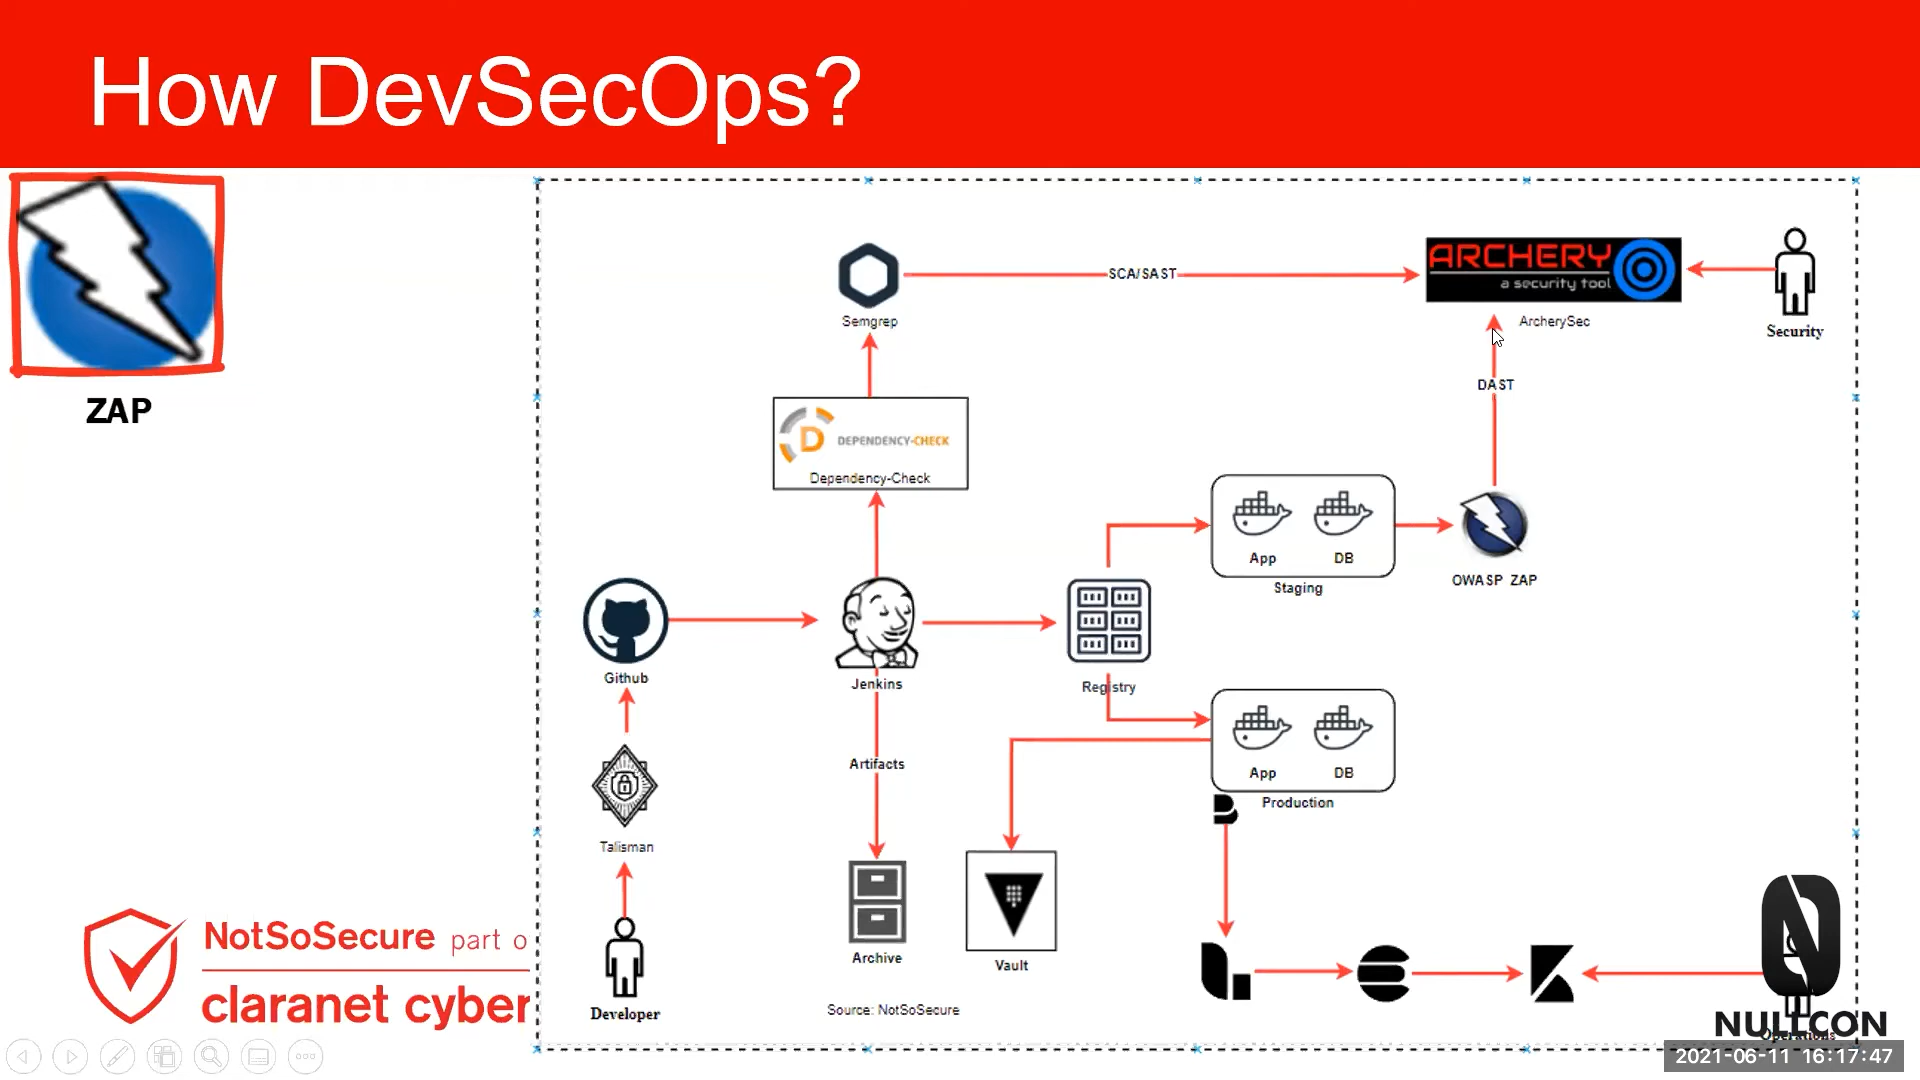 How DevSecOps?
ZAP
Semgrep
SCA/SAST
ARCHERY
a security tool
ArcherySec
Security
DAST
DEPENDENCY-CHECK
Dependency-Check
App
DB
Staging
OWASP ZAP
Github
Jenkins
Registry
App
DB
Production
Talisman
Artifacts
Archive
Vault
Developer
Source: NotSoSecure
NotSoSecure part o
claranet cyber
NULLCON
Operations
2021-06-11 16:17:47